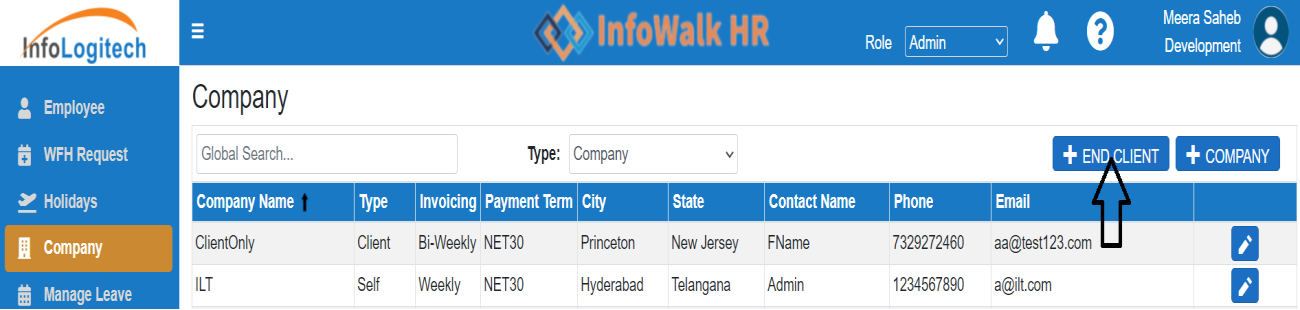 InfoLogitech
InfoWalk HR
Role Admin
Meera Saheb
Development
Employee
WFH Request
Holidays
Company
Manage Leave
Company
Global Search... Type: Company END CLIENT COMPANY
Company Name Type Invoicing Payment Term City State Contact Name Phone Email
ClientOnly Client Bi-Weekly NET30 Princeton New Jersey FName 7329272460 aa@test123.com
ILT Self Weekly NET30 Hyderabad Telangana Admin 1234567890 a@ilt.com